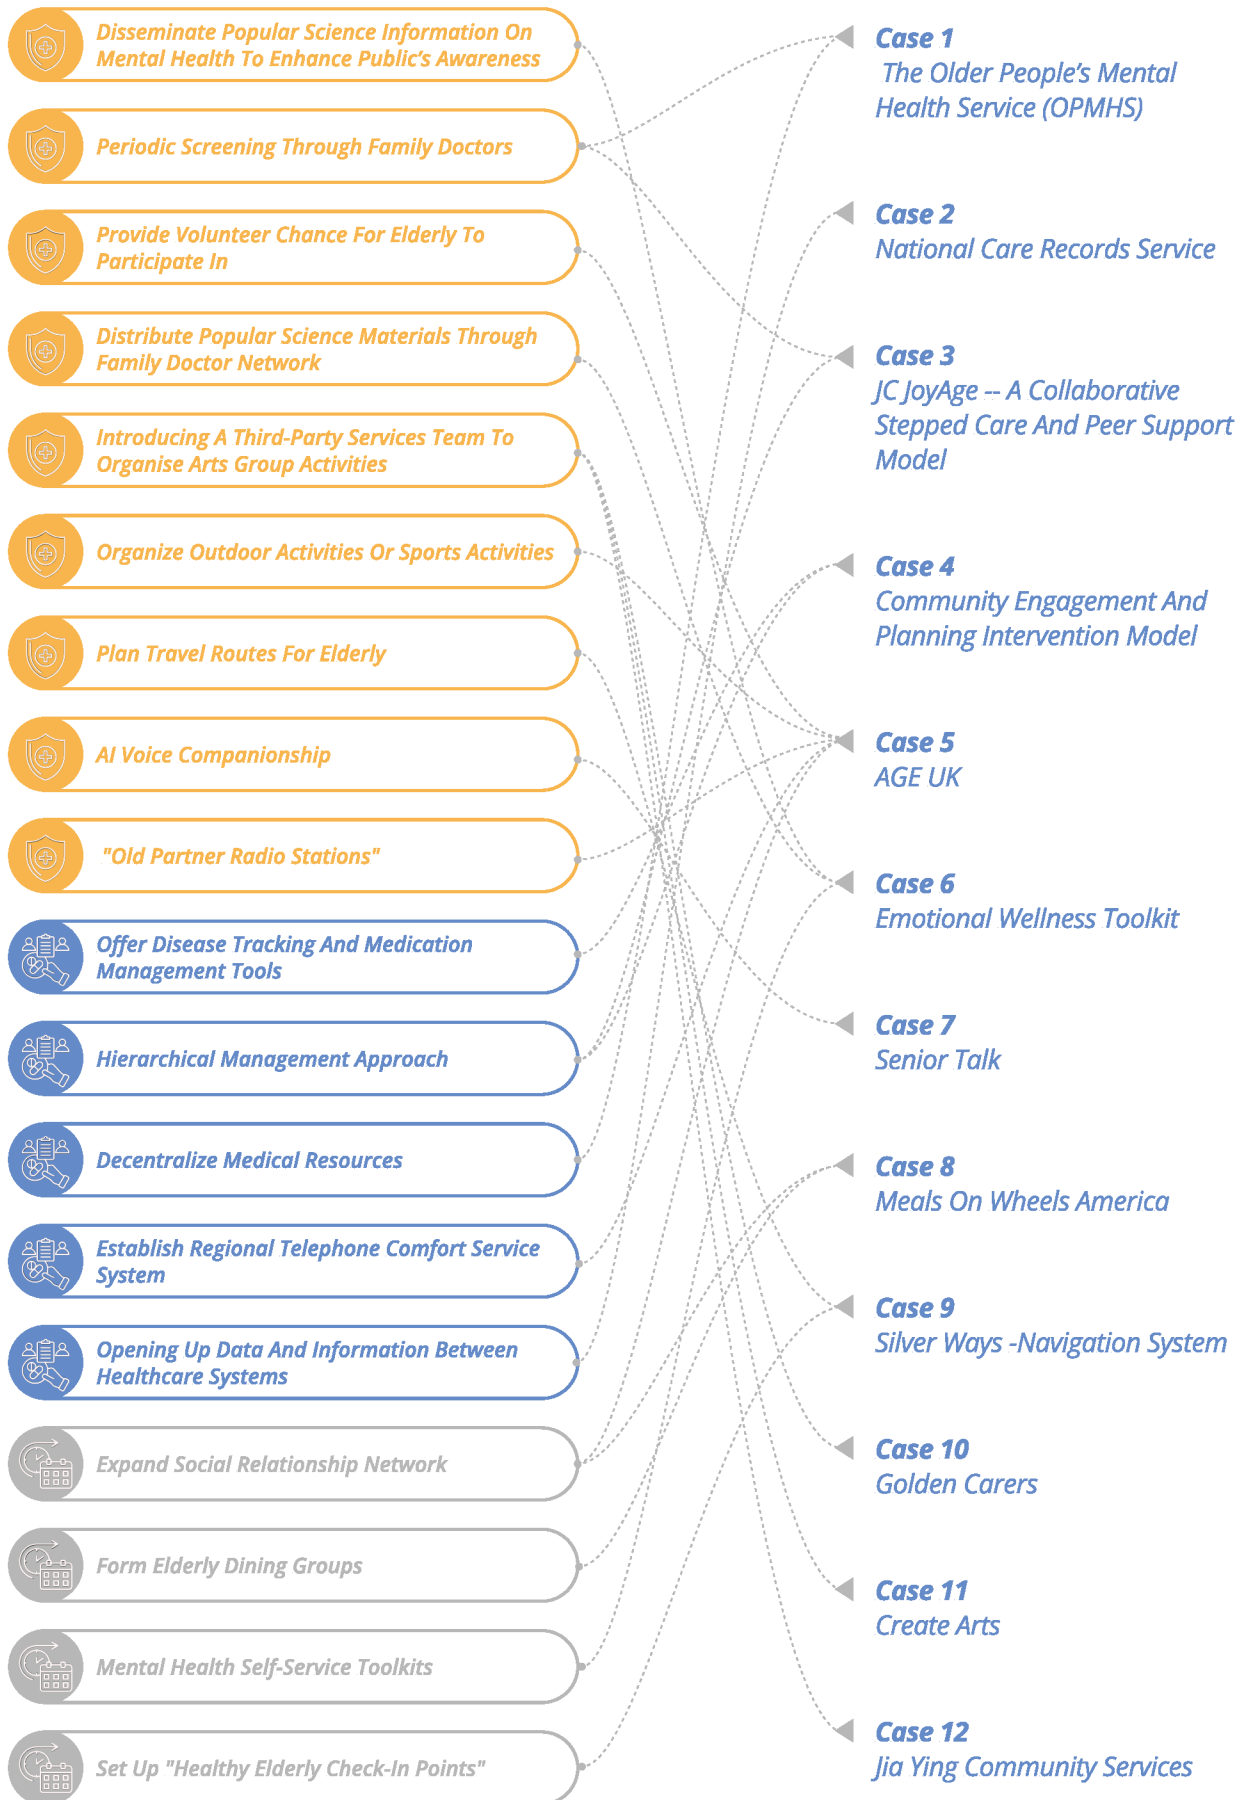 Disseminate Popular Science Information On
Mental Health To Enhance Public's Awareness
Periodic Screening Through Family Doctors
Provide Volunteer Chance For Elderly To
Participate In
Distribute Popular Science Materials Through
Family Doctor Network
Introducing A Third-Party Services Team To
Organise Arts Group Activities
Organize Outdoor Activities Or Sports Activities
Plan Travel Routes For Elderly
AI Voice Companionship
"Old Partner Radio Stations"
Offer Disease Tracking And Medication
Management Tools
Hierarchical Management Approach
Decentralize Medical Resources
Establish Regional Telephone Comfort Service
System
Opening Up Data And Information Between
Healthcare Systems
Expand Social Relationship Network
Form Elderly Dining Groups
Mental Health Self-Service Toolkits
Set Up "Healthy Elderly Check-In Points"
Case 1
The Older People's Mental
Health Service (OPMHS)
Case 2
National Care Records Service
Case 3
JC JoyAge -- A Collaborative
Stepped Care And Peer Support
Model
Case 4
Community Engagement And
Planning Intervention Model
Case 5
AGE UK
Case 6
Emotional Wellness Toolkit
Case 7
Senior Talk
Case 8
Meals On Wheels America
Case 9
Silver Ways -Navigation System
Case 10
Golden Carers
Case 11
Create Arts
Case 12
Jia Ying Community Services